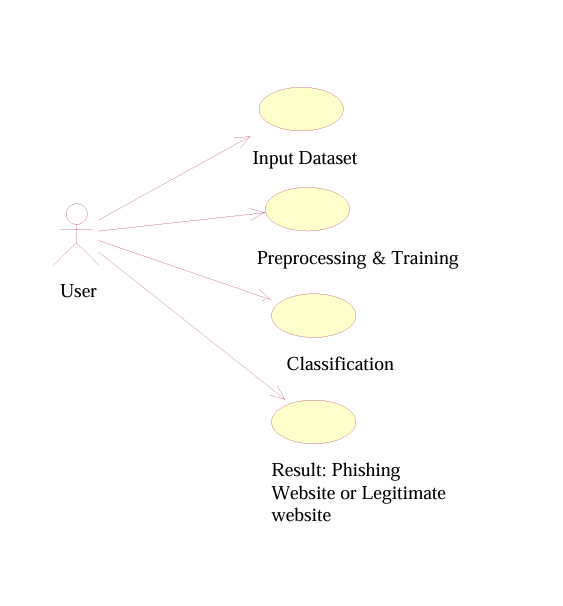 Input Dataset
Preprocessing & Training
User
Classification
Result: Phishing
Website or Legitimate
website